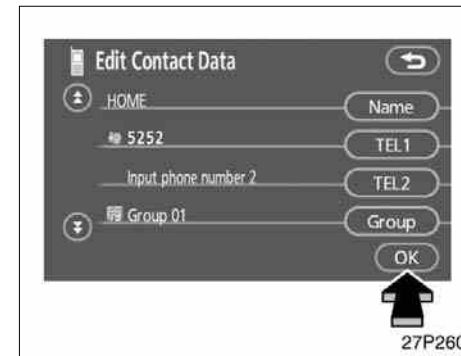 Edit Contact Data
HOME Name
5252 TEL1
Input phone number 2 TEL2
Group 01 Group
OK
27P260